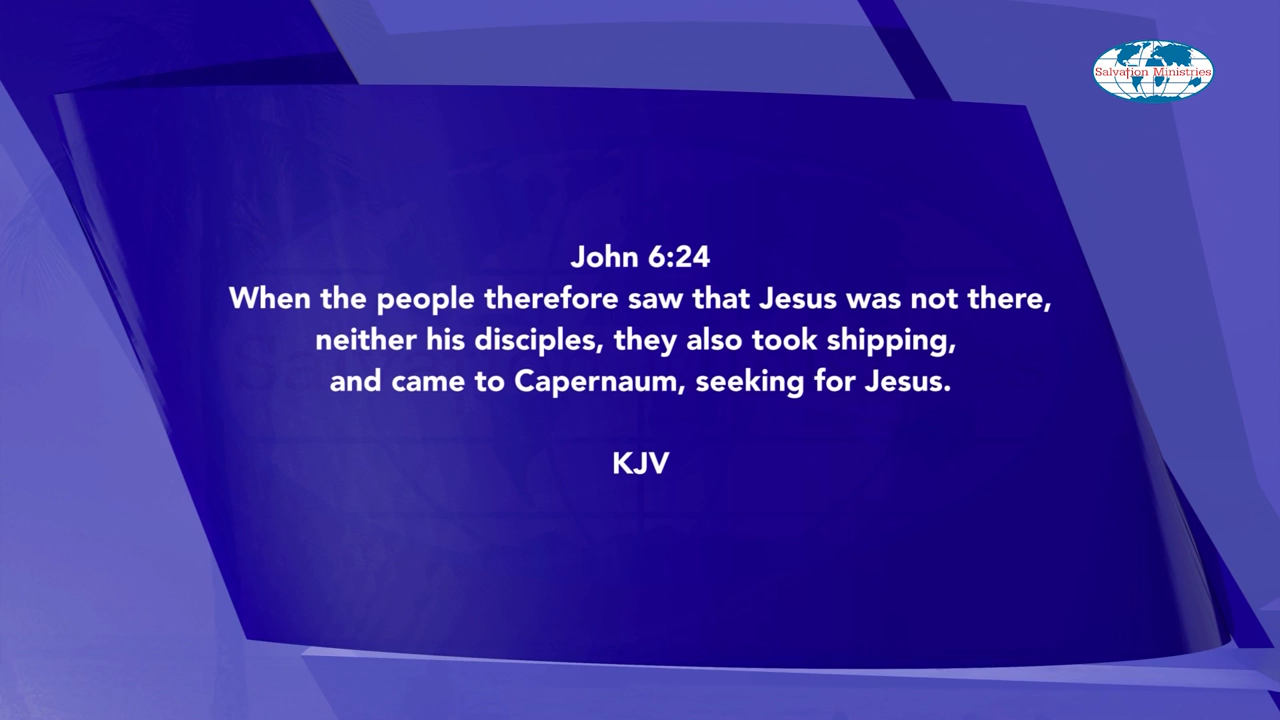 Salvation Ministries
John 6:24
When the people therefore saw that Jesus was not there,
neither his disciples, they also took shipping,
and came to Capernaum, seeking for Jesus.
KJV